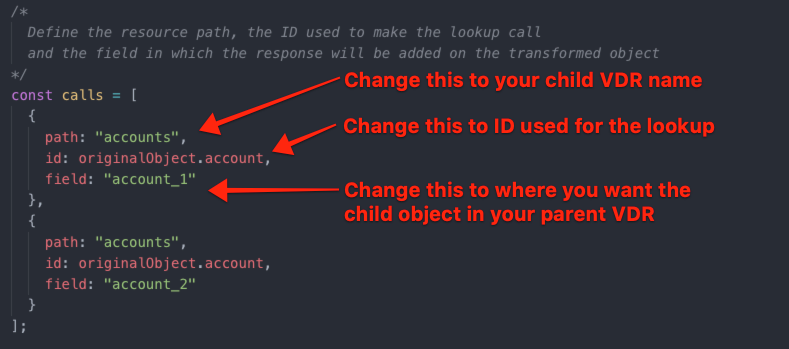 /*
Define the resource path, the ID used to make the lookup call
and the field in which the response will be added on the transformed object
*/
const calls = [
{
path: "accounts",
id: originalObject.account,
field: "account_1"
},
{
path: "accounts",
id: originalObject.account,
field: "account_2"
}
];
Change this to your child VDR name
Change this to ID used for the lookup
Change this to where you want the
child object in your parent VDR